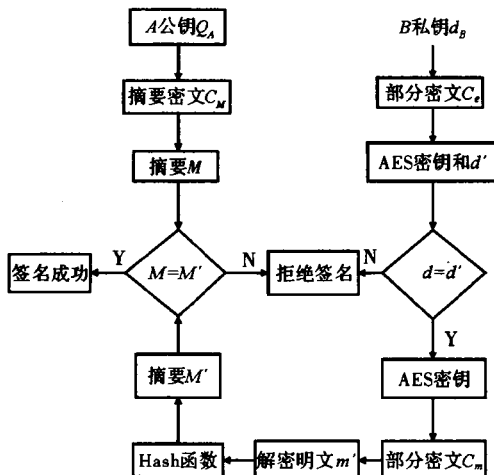 A公钥Q_A
B私钥d_B
摘要密文C_M
部分密文C_e
摘要M
AES密钥和d′
签名成功
Y
M=M′
N
拒绝签名
N
d=d′
Y
摘要M′
AES密钥
Hash函数
解密明文m′
部分密文C_m